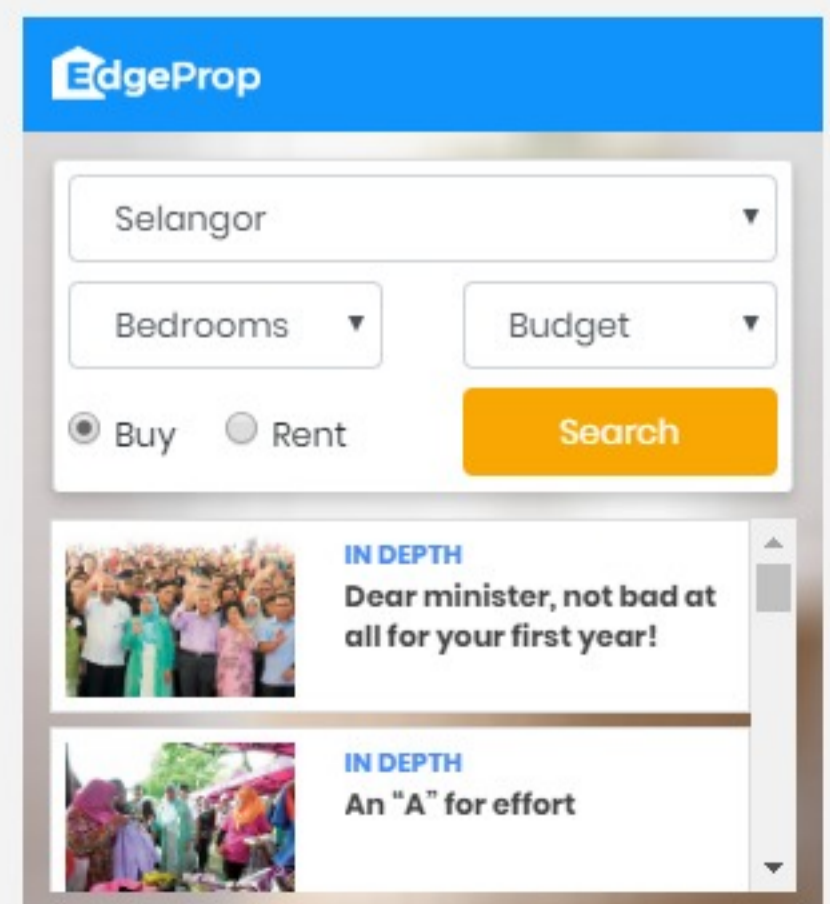 EdgeProp
Selangor
Bedrooms
Budget
Buy
Rent
Search
IN DEPTH
Dear minister, not bad at
all for your first year!
IN DEPTH
An “A” for effort